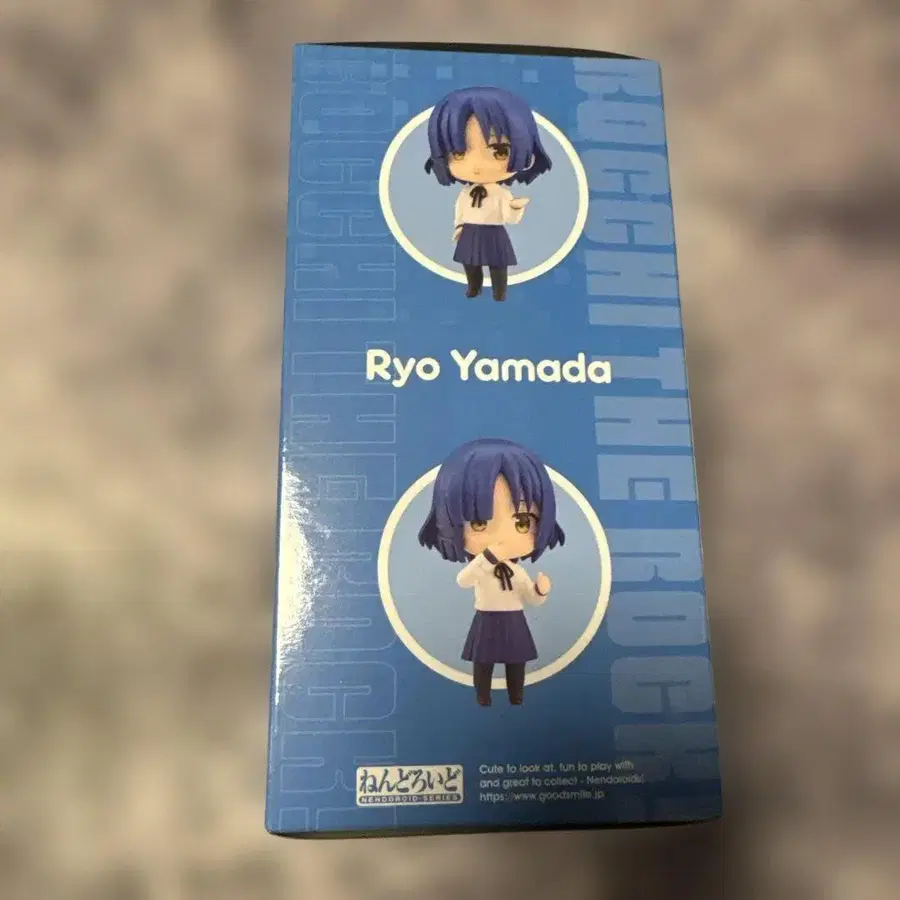 BOCCHI THE ROCK
BOCCHI THE ROCK
Ryo Yamada
ねんどろいど
NENDOROID SERIES
Cute to look at, fun to play with
and great to collect - Nendoroids!
https://www.goodsmile.jp